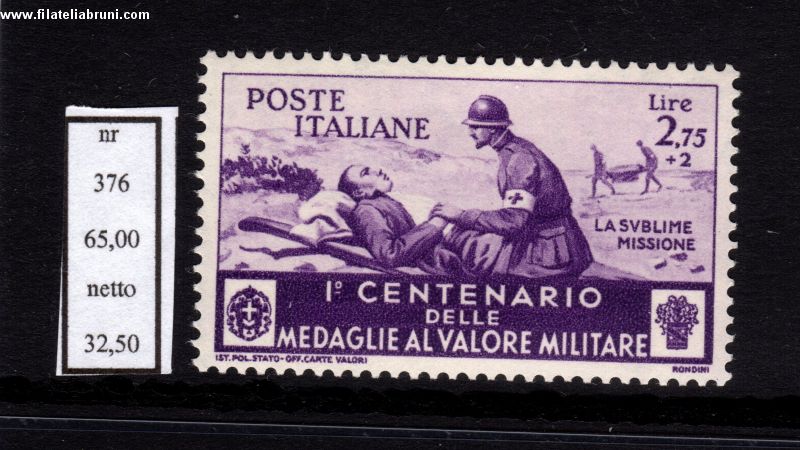 www.filateliabruni.com
nr
376
65,00
netto
32,50
POSTE
ITALIANE
Lire
2,75
+2
LA SVBLIME
MISSIONE
I° CENTENARIO
DELLE
MEDAGLIE AL VALORE MILITARE
IST. POL. STATO-OFF. CARTE VALORI
RONDINI